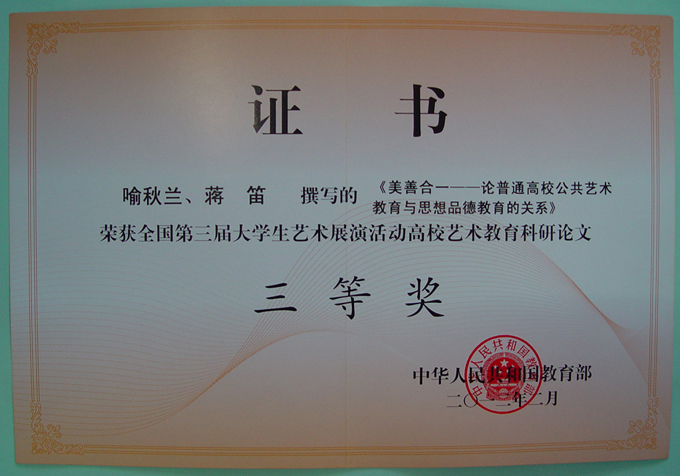 证 书
喻秋兰、蒋 笛 撰写的
《美善合一——论普通高校公共艺术
教育与思想品德教育的关系》
荣获全国第三届大学生艺术展演活动高校艺术教育科研论文
三 等 奖
中华人民共和国教育部
二〇一二年二月